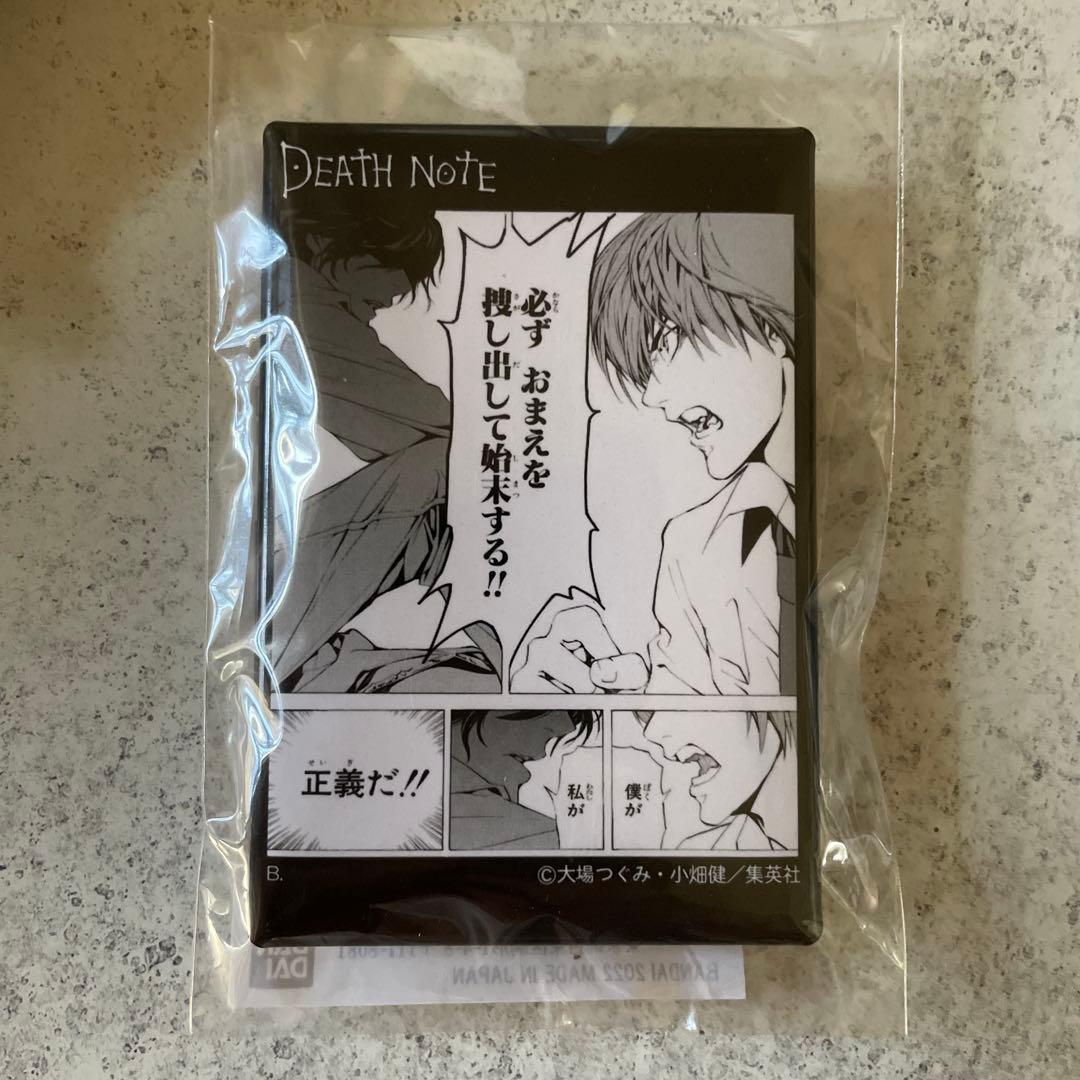 DEATH NOTE
必ず おまえを
捜し出して始末する!!
僕が
私が
正義だ!!
B.
©大場つぐみ・小畑健／集英社
BANDAI 2022 MADE IN JAPAN